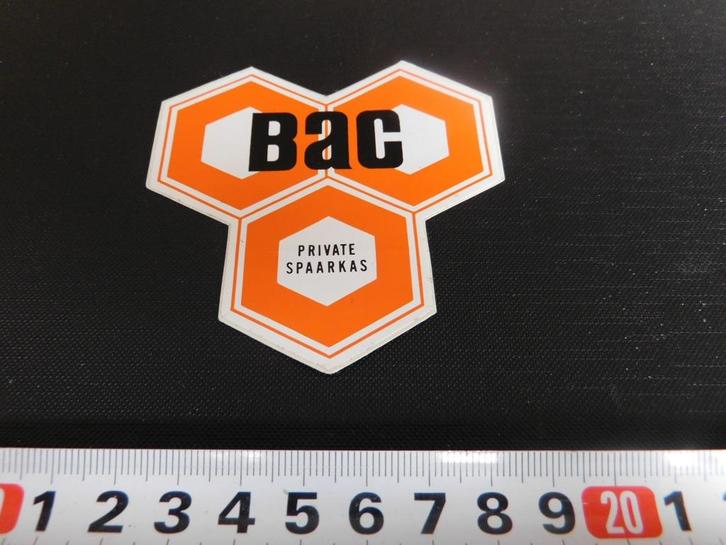 Bac
PRIVATE
SPAARKAS
1 2 3 4 5 6 7 8 9 20 1